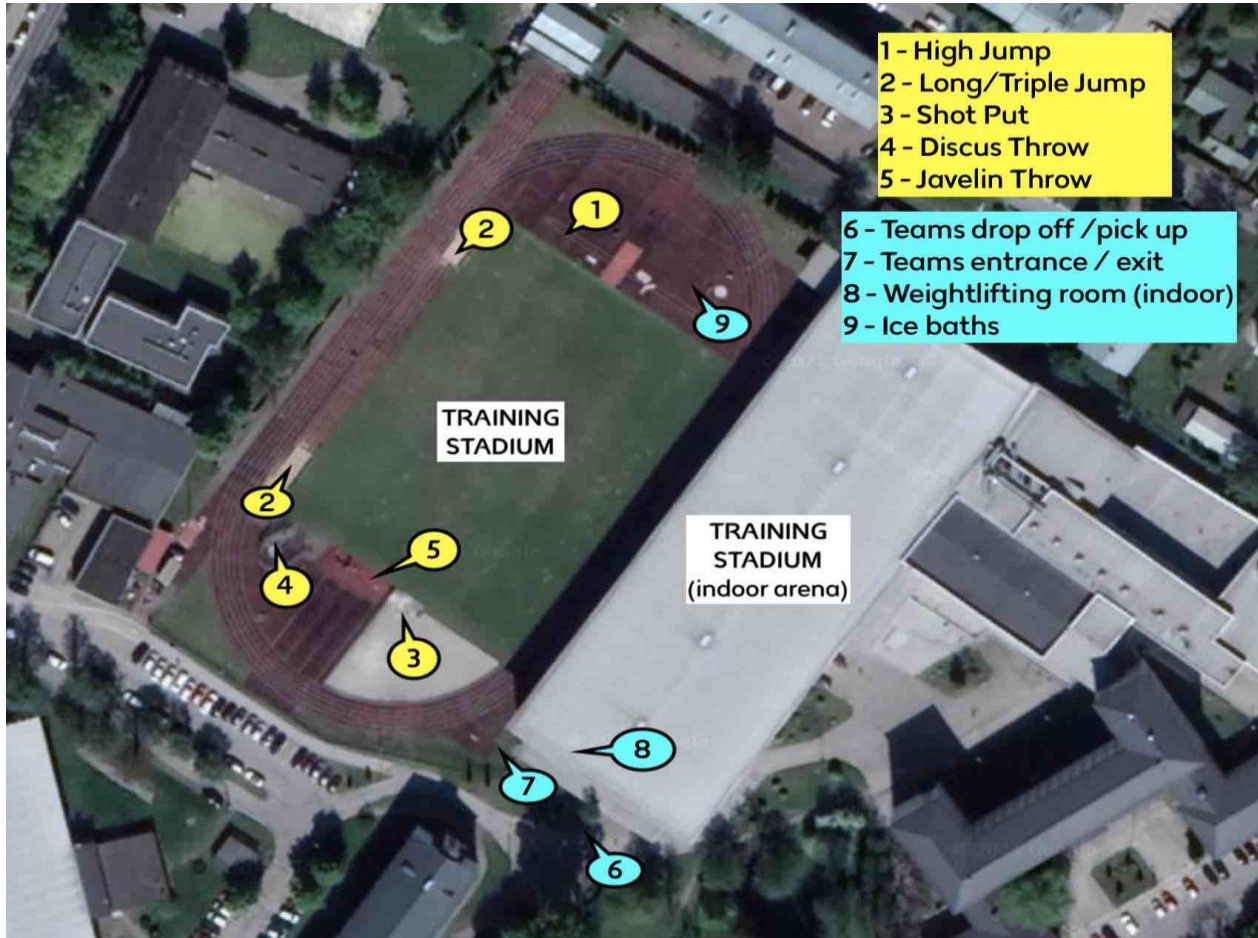 1 - High Jump
2 - Long/Triple Jump
3 - Shot Put
4 - Discus Throw
5 - Javelin Throw
6 - Teams drop off /pick up
7 - Teams entrance / exit
8 - Weightlifting room (indoor)
9 - Ice baths
1
2
9
TRAINING
STADIUM
2
5
4
TRAINING
STADIUM
(indoor arena)
3
8
7
6